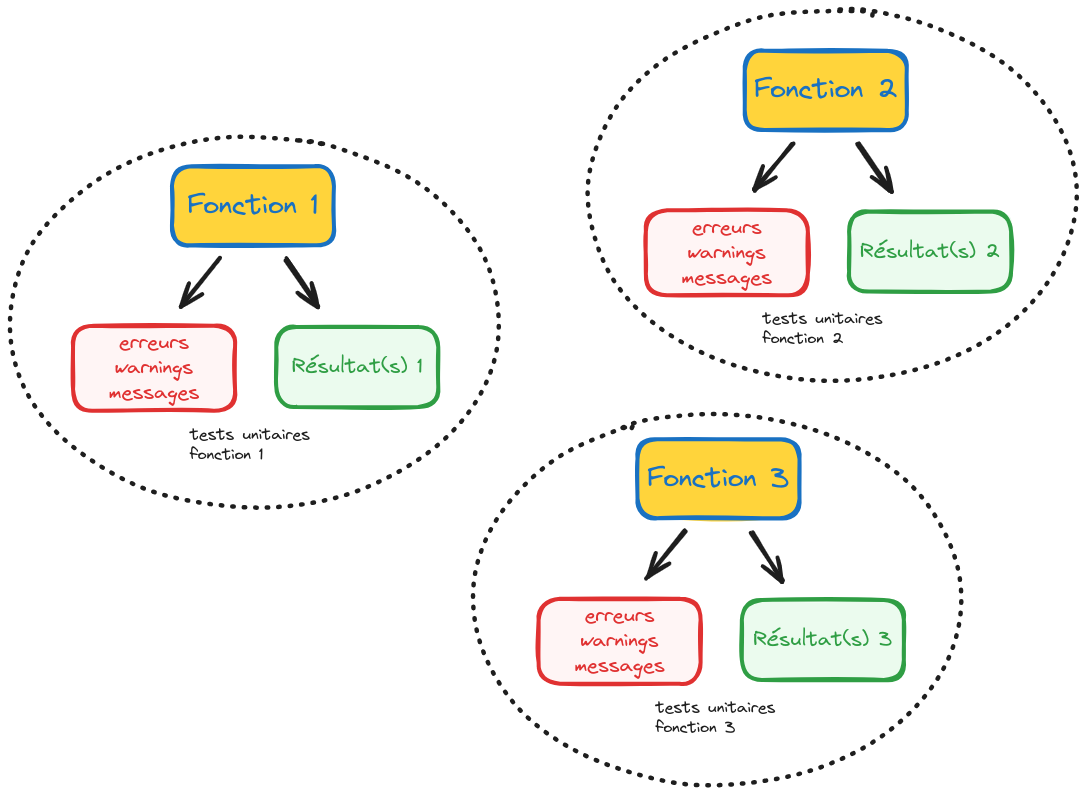 Fonction 1
erreurs
warnings
messages
Résultat(s) 1
tests unitaires
fonction 1
Fonction 2
erreurs
warnings
messages
Résultat(s) 2
tests unitaires
fonction 2
Fonction 3
erreurs
warnings
messages
Résultat(s) 3
tests unitaires
fonction 3